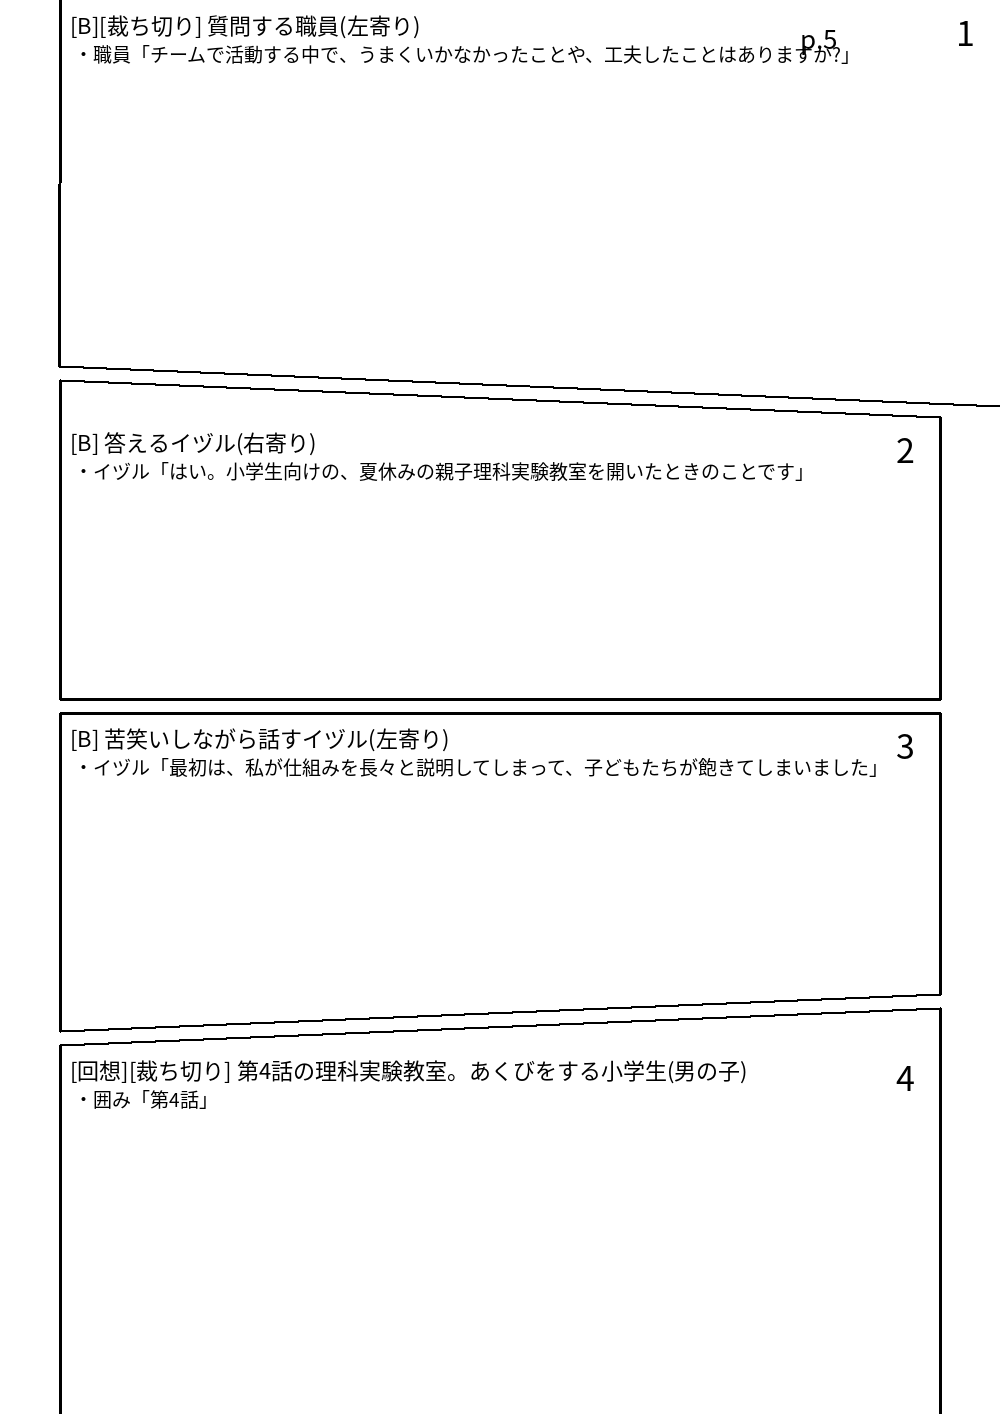 [B][裁ち切り] 質問する職員(左寄り)
p.5
1
・職員「チームで活動する中で、うまくいかなかったことや、工夫したことはありますか?」
[B] 答えるイヅル(右寄り)
2
・イヅル「はい。小学生向けの、夏休みの親子理科実験教室を開いたときのことです」
[B] 苦笑いしながら話すイヅル(左寄り)
3
・イヅル「最初は、私が仕組みを長々と説明してしまって、子どもたちが飽きてしまいました」
[回想][裁ち切り] 第4話の理科実験教室。あくびをする小学生(男の子)
4
・囲み「第4話」